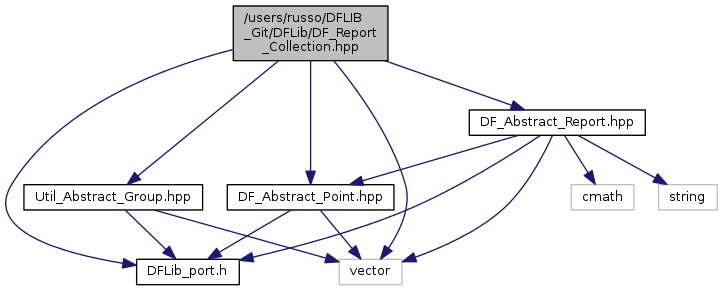 /users/russo/DFLIB
_Git/DFLib/DF_Report
_Collection.hpp
DF_Abstract_Report.hpp
Util_Abstract_Group.hpp
DF_Abstract_Point.hpp
cmath
string
DFLib_port.h
vector